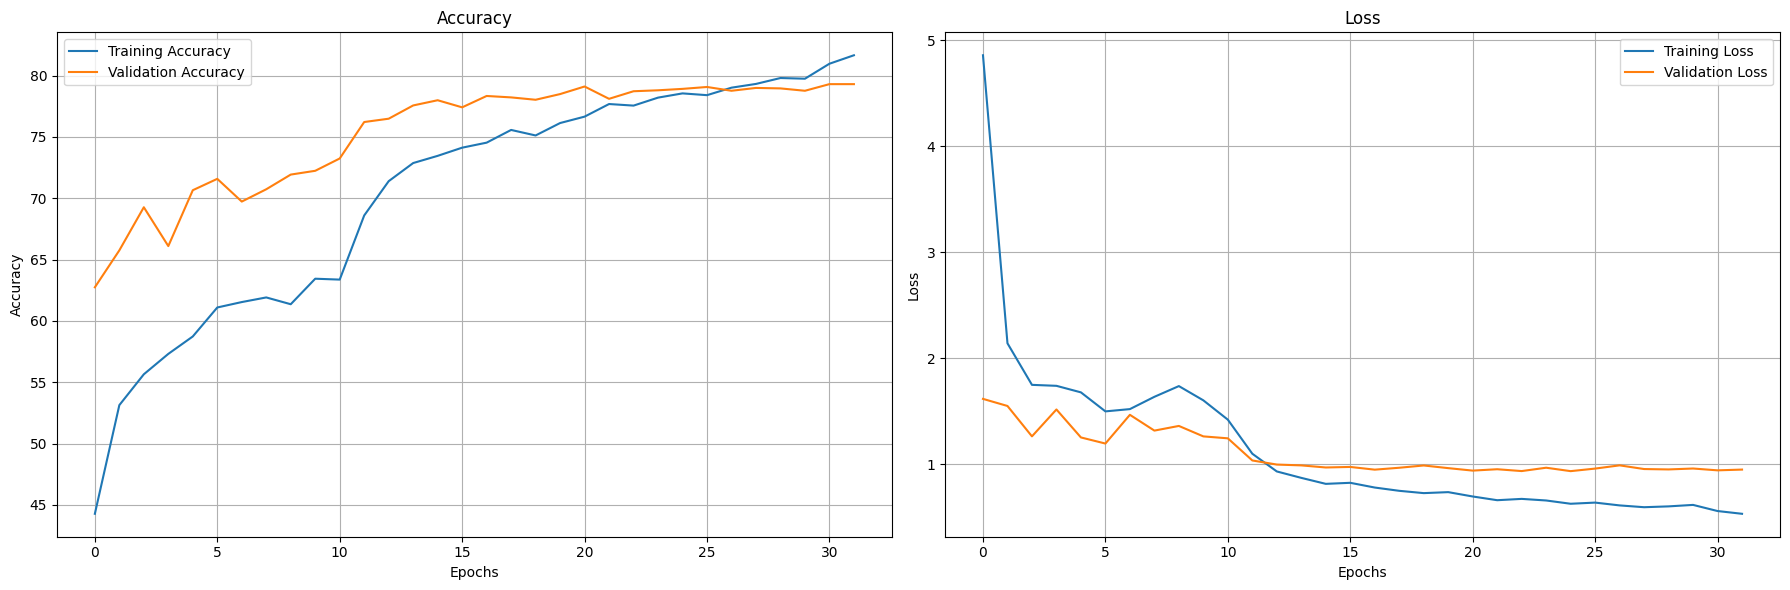 Accuracy
Training Accuracy
Validation Accuracy
80
75
70
65
60
55
50
45
Accuracy
0 5 10 15 20 25 30
Epochs
Loss
Training Loss
Validation Loss
5
4
3
2
1
Loss
0 5 10 15 20 25 30
Epochs